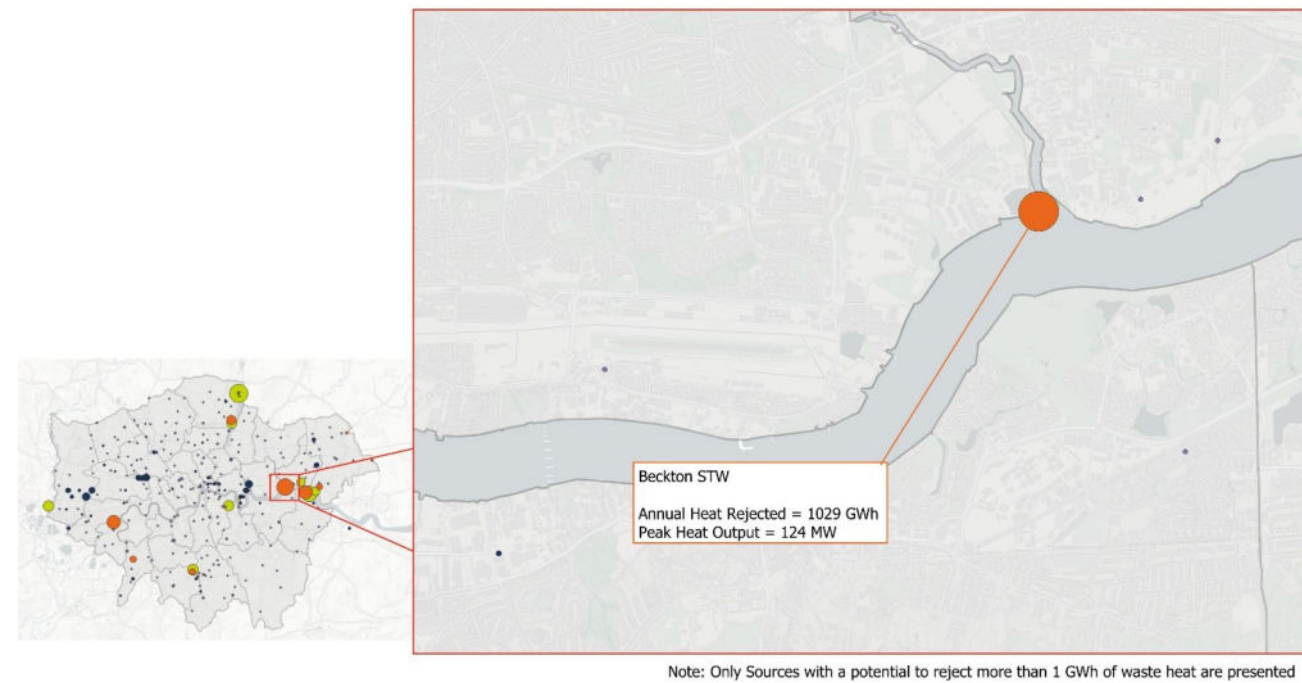 Beckton STW
Annual Heat Rejected = 1029 GWh
Peak Heat Output = 124 MW
Note: Only Sources with a potential to reject more than 1 GWh of waste heat are presented